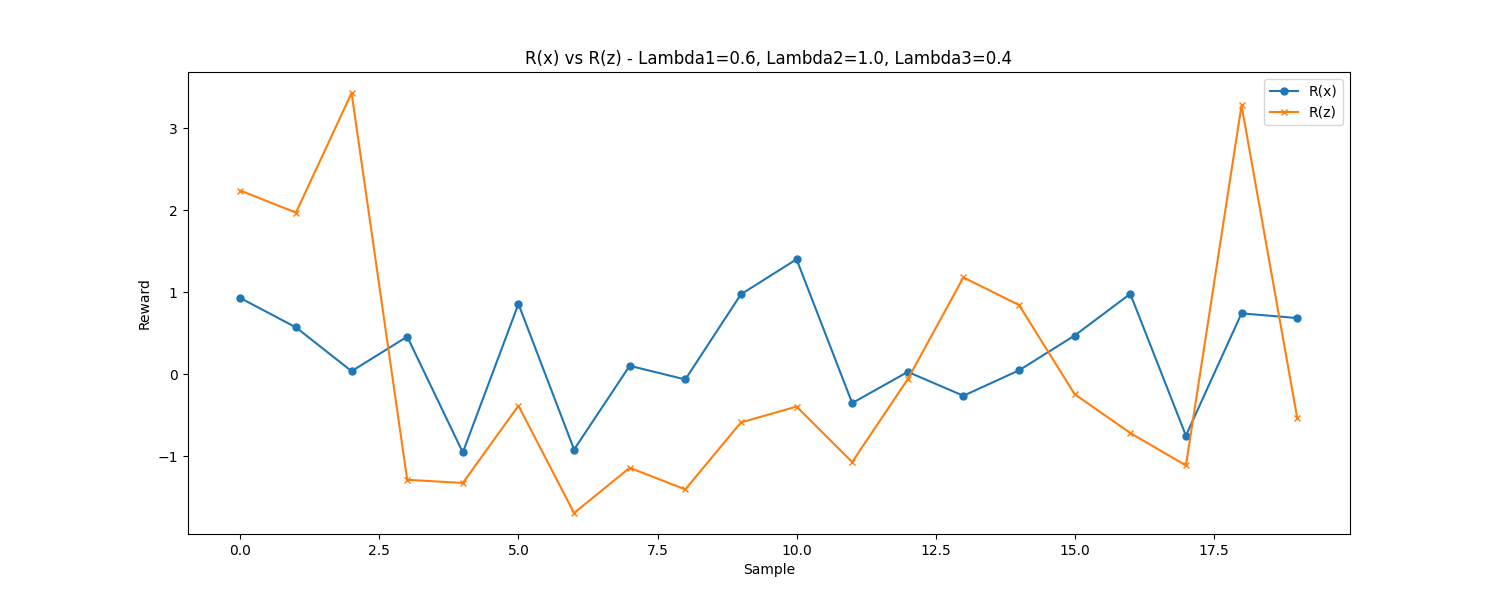 R(x) vs R(z) - Lambda1=0.6, Lambda2=1.0, Lambda3=0.4
R(x)
R(z)
Reward
3
2
1
0
−1
0.0 2.5 5.0 7.5 10.0 12.5 15.0 17.5
Sample